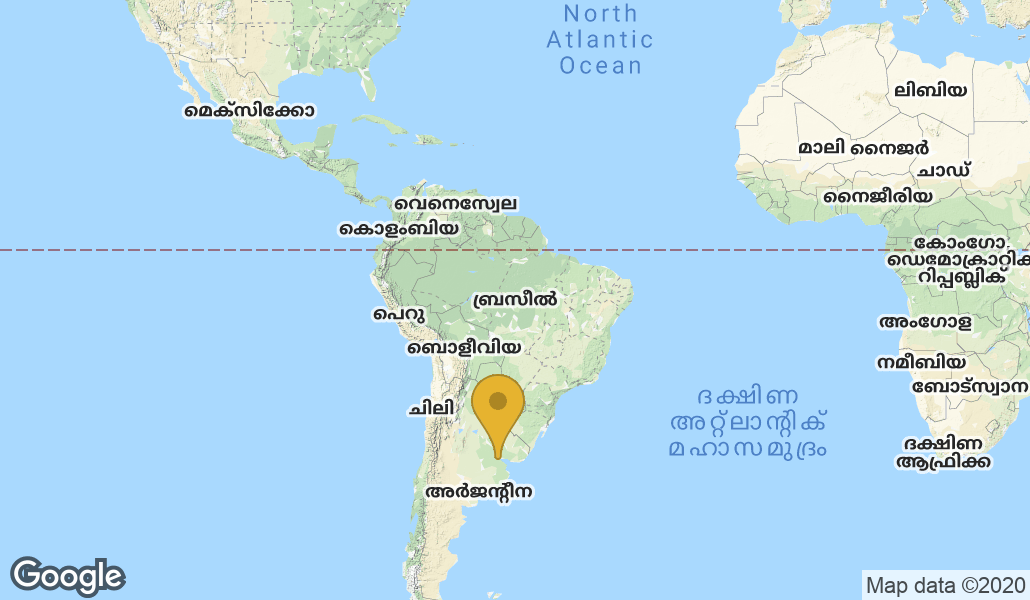 North
Atlantic
Ocean
ലിബിയ
മെക്സിക്കോ
മാലി നൈജർ
ചാഡ്
നൈജീരിയ
വെനെസ്വേല
കൊളംബിയ
കോംഗോ,
ഡെമോക്രാറ്റിക്
റിപ്പബ്ലിക്
ബ്രസീൽ
പെറു
അംഗോള
ബൊളീവിയ
നമീബിയ
ബോട്സ്വാന
ദക്ഷിണ
അറ്റ്ലാന്റിക്
മഹാസമുദ്രം
ചിലി
ദക്ഷിണ
ആഫ്രിക്ക
അർജന്റീന
Google
Map data ©2020